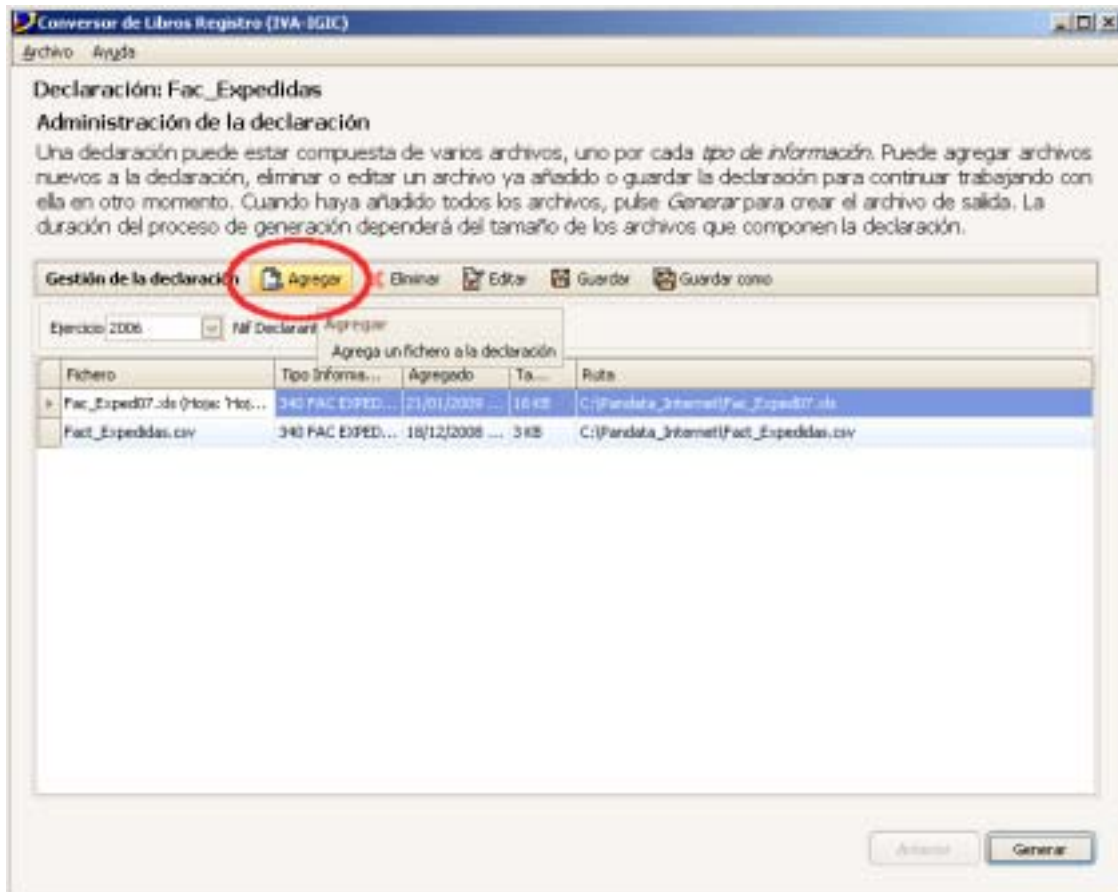 Conversor de Libros Registro (IVA-IGIC)
Archivo Ayuda
Declaración: Fac_Expedidas
Administración de la declaración
Una declaración puede estar compuesta de varios archivos, uno por cada tipo de información. Puede agregar archivos
nuevos a la declaración, eliminar o editar un archivo ya añadido o guardar la declaración para continuar trabajando con
ella en otro momento. Cuando haya añadido todos los archivos, pulse Generar para crear el archivo de salida. La
duración del proceso de generación dependerá del tamaño de los archivos que componen la declaración.
Gestión de la declaración Agregar Eliminar Editar Guardar Guardar como
Ejercicio 2006 Nif Declarant
Agregar
Agrega un fichero a la declaración
Fichero Tipo Informa... Agregado Ta... Ruta
Fac_Exped07.xls (Hoja: 'Hoj... 340 FAC EXPED... 21/01/2009 ... 16 KB C:\Pandata_Internet\Fac_Exped07.xls
Fact_Expedidas.csv 340 FAC EXPED... 18/12/2008 ... 3 KB C:\Pandata_Internet\Fact_Expedidas.csv
Anterior Generar